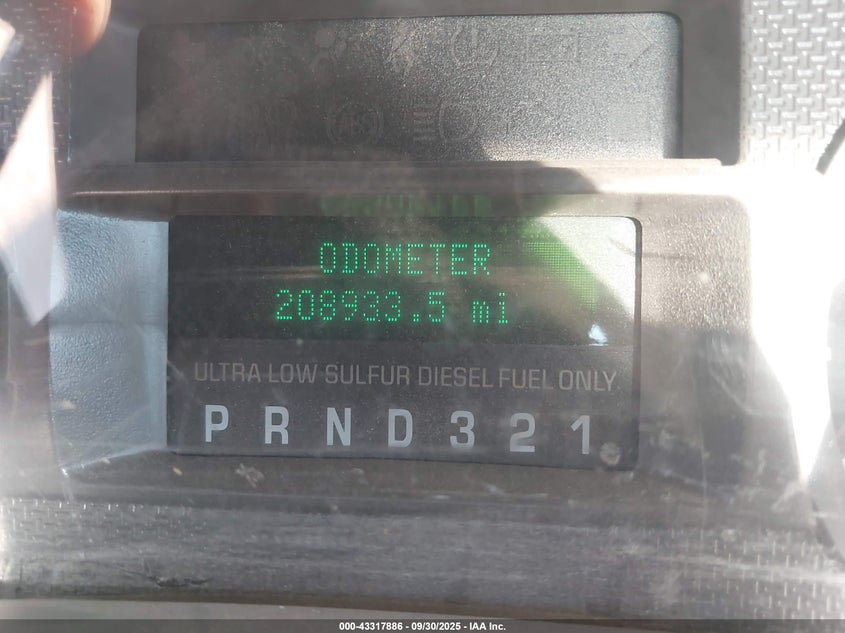 ODOMETER
208933.5 mi
ULTRA LOW SULFUR DIESEL FUEL ONLY
P R N D 3 2 1
000-43317886 - 09/30/2025 - IAA Inc.